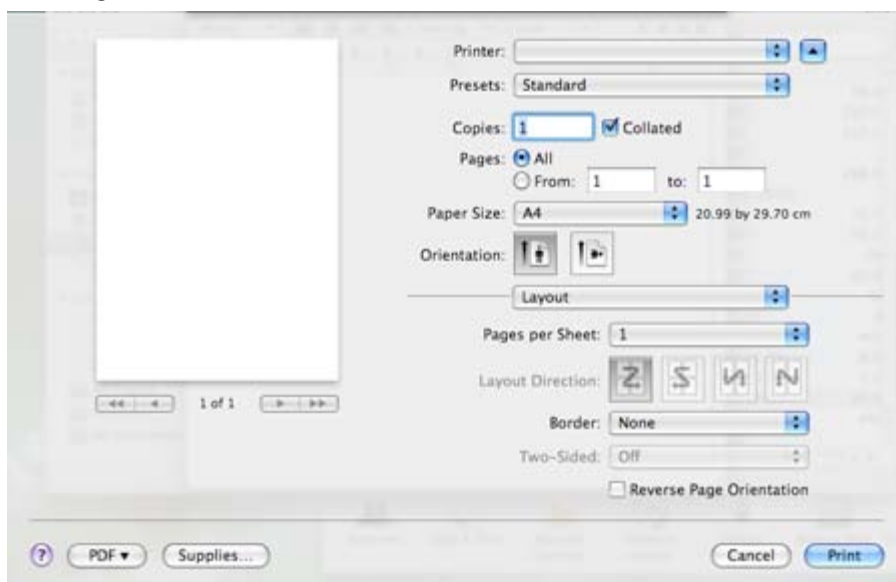 Printer:
Presets: Standard
Copies: 1 Collated
Pages: All
From: 1 to: 1
Paper Size: A4 20.99 by 29.70 cm
Orientation:
Layout
Pages per Sheet: 1
Layout Direction:
1 of 1
Border: None
Two-Sided: Off
Reverse Page Orientation
? PDF Supplies... Cancel Print